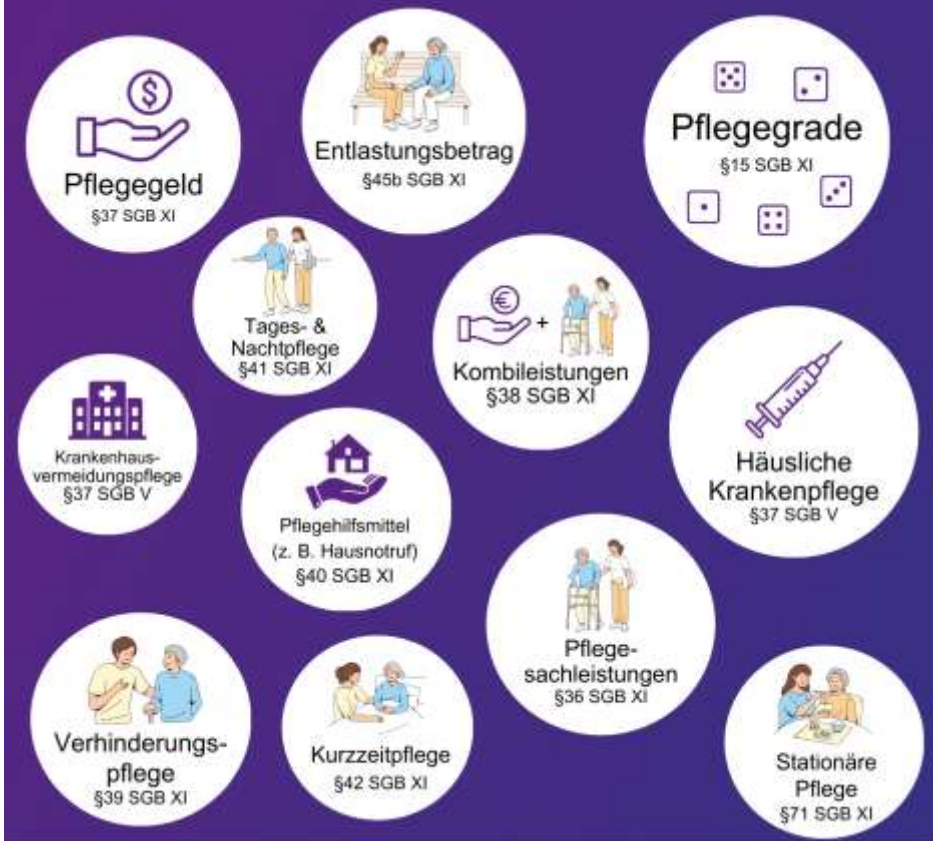 $
Pflegegeld
§37 SGB XI
Entlastungsbetrag
§45b SGB XI
Pflegegrade
§15 SGB XI
Tages- &
Nachtpflege
§41 SGB XI
€
+
Kombileistungen
§38 SGB XI
Krankenhaus-
vermeidungspflege
§37 SGB V
Pflegehilfsmittel
(z. B. Hausnotruf)
§40 SGB XI
Häusliche
Krankenpflege
§37 SGB V
Pflege-
sachleistungen
§36 SGB XI
Verhinderungs-
pflege
§39 SGB XI
Kurzzeitpflege
§42 SGB XI
Stationäre
Pflege
§71 SGB XI